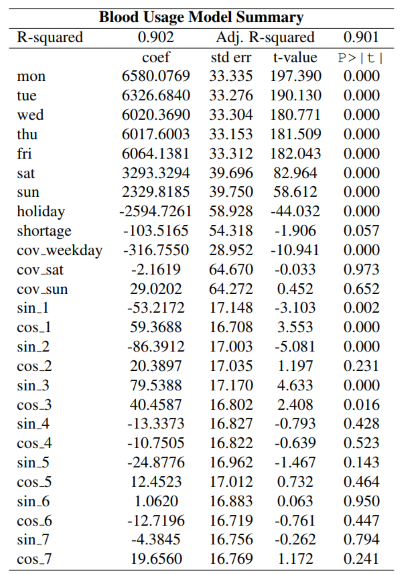 Blood Usage Model Summary
R-squared 0.902 Adj. R-squared 0.901
coef std err t-value P>|t|
mon 6580.0769 33.335 197.390 0.000
tue 6326.6840 33.276 190.130 0.000
wed 6020.3690 33.304 180.771 0.000
thu 6017.6003 33.153 181.509 0.000
fri 6064.1381 33.312 182.043 0.000
sat 3293.3294 39.696 82.964 0.000
sun 2329.8185 39.750 58.612 0.000
holiday -2594.7261 58.928 -44.032 0.000
shortage -103.5165 54.318 -1.906 0.057
cov_weekday -316.7550 28.952 -10.941 0.000
cov_sat -2.1619 64.670 -0.033 0.973
cov_sun 29.0202 64.272 0.452 0.652
sin_1 -53.2172 17.148 -3.103 0.002
cos_1 59.3688 16.708 3.553 0.000
sin_2 -86.3912 17.003 -5.081 0.000
cos_2 20.3897 17.035 1.197 0.231
sin_3 79.5388 17.170 4.633 0.000
cos_3 40.4587 16.802 2.408 0.016
sin_4 -13.3373 16.827 -0.793 0.428
cos_4 -10.7505 16.822 -0.639 0.523
sin_5 -24.8776 16.962 -1.467 0.143
cos_5 12.4523 17.012 0.732 0.464
sin_6 1.0620 16.883 0.063 0.950
cos_6 -12.7196 16.719 -0.761 0.447
sin_7 -4.3845 16.756 -0.262 0.794
cos_7 19.6560 16.769 1.172 0.241